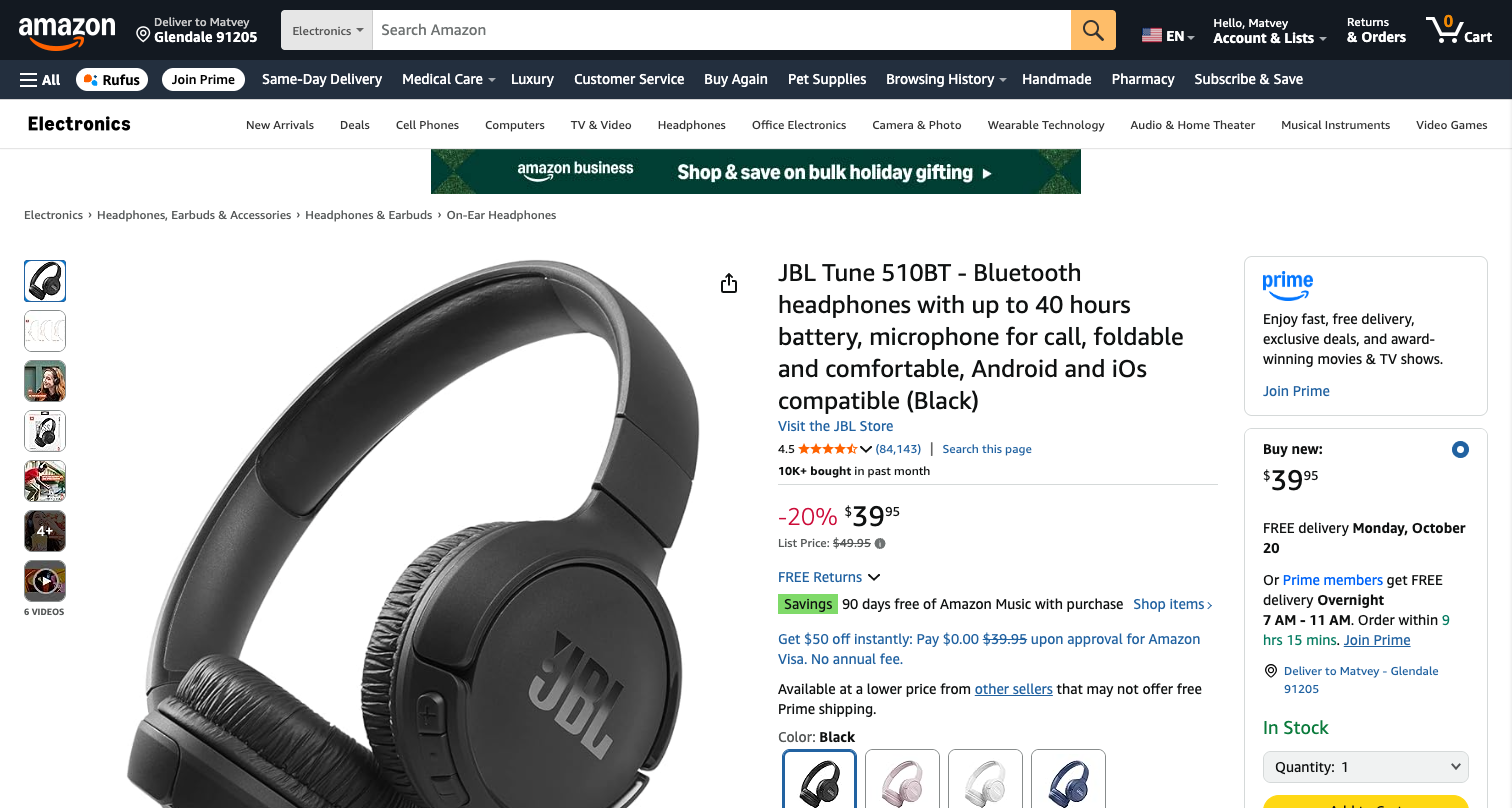 amazon
Deliver to Matvey
Glendale 91205
Electronics
Search Amazon
EN
Hello, Matvey
Account & Lists
Returns
& Orders
0
Cart
All
Rufus
Join Prime
Same-Day Delivery
Medical Care
Luxury
Customer Service
Buy Again
Pet Supplies
Browsing History
Handmade
Pharmacy
Subscribe & Save
Electronics
New Arrivals
Deals
Cell Phones
Computers
TV & Video
Headphones
Office Electronics
Camera & Photo
Wearable Technology
Audio & Home Theater
Musical Instruments
Video Games
amazon business
Shop & save on bulk holiday gifting ▸
Electronics › Headphones, Earbuds & Accessories › Headphones & Earbuds › On-Ear Headphones
4+
6 VIDEOS
JBL
JBL Tune 510BT - Bluetooth
headphones with up to 40 hours
battery, microphone for call, foldable
and comfortable, Android and iOs
compatible (Black)
Visit the JBL Store
4.5 (84,143) | Search this page
10K+ bought in past month
-20% $39.95
List Price: $49.95
FREE Returns
Savings 90 days free of Amazon Music with purchase Shop items ›
Get $50 off instantly: Pay $0.00 $39.95 upon approval for Amazon
Visa. No annual fee.
Available at a lower price from other sellers that may not offer free
Prime shipping.
Color: Black
prime
Enjoy fast, free delivery,
exclusive deals, and award-
winning movies & TV shows.
Join Prime
Buy new:
$39.95
FREE delivery Monday, October
20
Or Prime members get FREE
delivery Overnight
7 AM - 11 AM. Order within 9
hrs 15 mins. Join Prime
Deliver to Matvey - Glendale
91205
In Stock
Quantity: 1